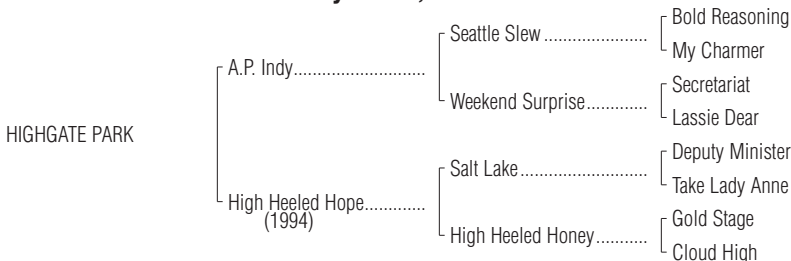 HIGHGATE PARK
A.P. Indy...........................
High Heeled Hope.............
(1994)
Seattle Slew ......................
Weekend Surprise.............
Salt Lake...........................
High Heeled Honey...........
Bold Reasoning
My Charmer
Secretariat
Lassie Dear
Deputy Minister
Take Lady Anne
Gold Stage
Cloud High